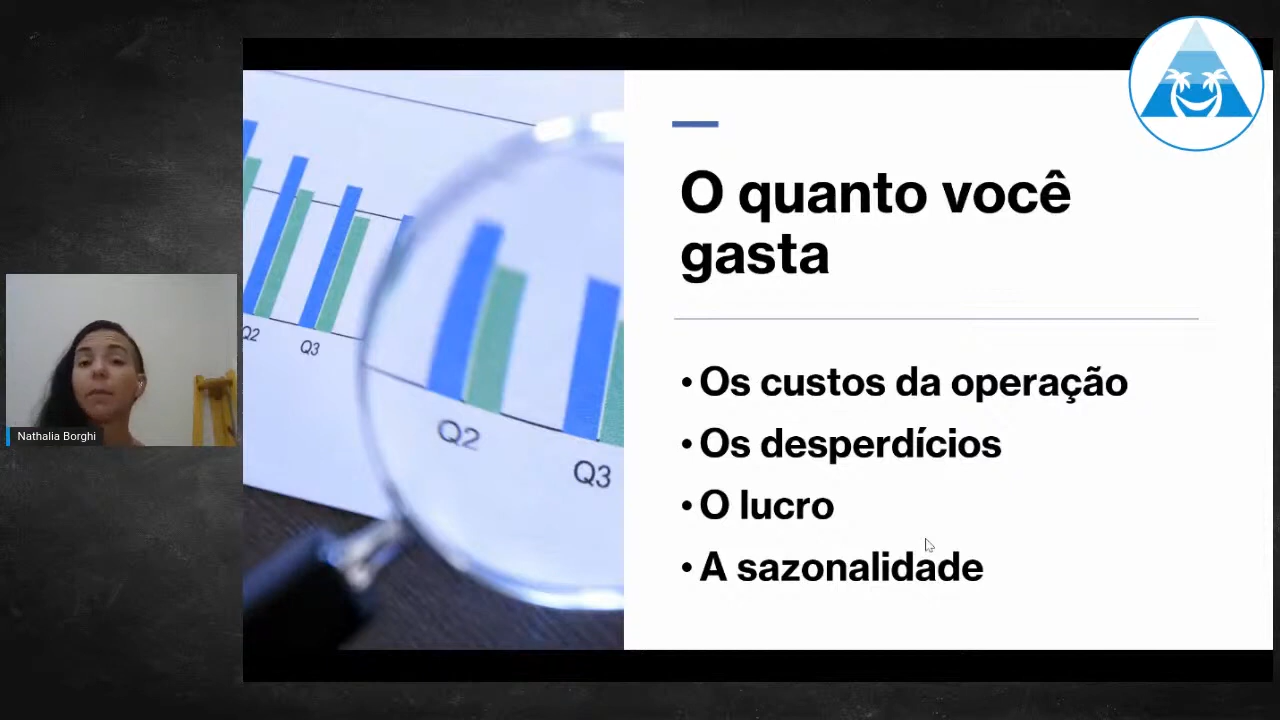 O quanto você
gasta
• Os custos da operação
• Os desperdícios
• O lucro
• A sazonalidade
Q2
Q3
Q2
Q3
Nathalia Borghi